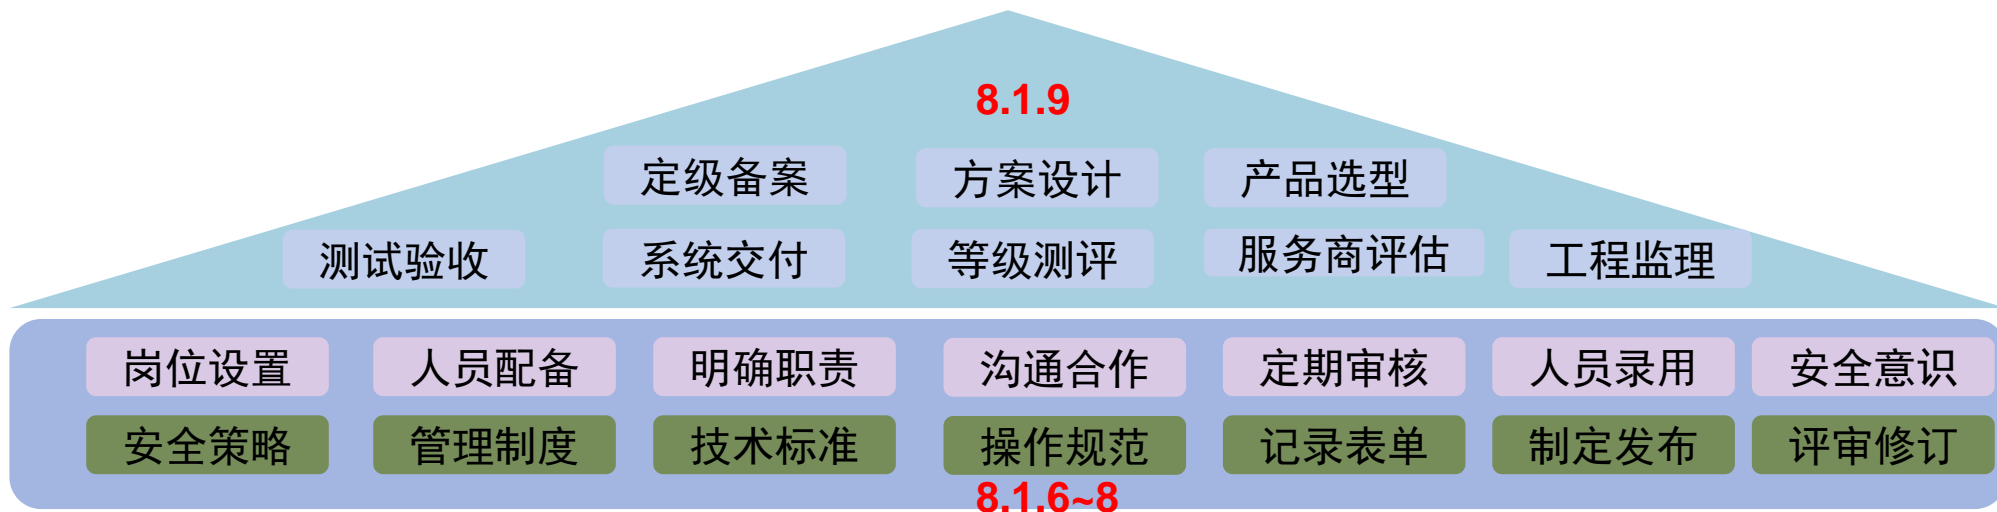 8.1.9
定级备案 方案设计 产品选型
测试验收 系统交付 等级测评 服务商评估 工程监理
岗位设置 人员配备 明确职责 沟通合作 定期审核 人员录用 安全意识
安全策略 管理制度 技术标准 操作规范 记录表单 制定发布 评审修订
8.1.6~8